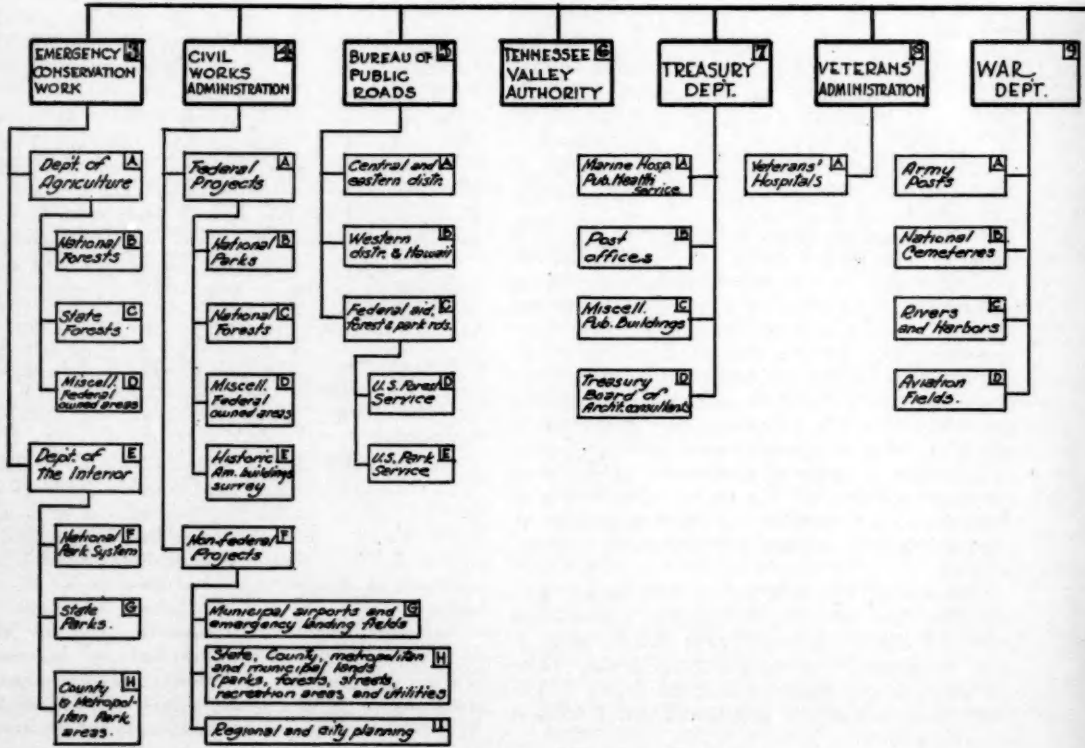 EMERGENCY 3
CONSERVATION
WORK
Dept. of A
Agriculture
National B
Forests
State C
Forests
Miscel. D
Federal
owned areas
Dept. of E
the Interior
National F
Park System
State G
Parks.
County H
& Metropol-
itan Park
areas.
CIVIL 4
WORKS
ADMINISTRATION
Federal A
Projects
National B
Parks
National C
Forests
Miscell. D
Federal
owned areas
Historic E
Am. buildings
survey
Non-federal F
Projects
Municipal airports and G
emergency landing fields
State, County, metropolitan H
and municipal lands
(parks, forests, streets,
recreation areas and utilities
Regional and city planning
BUREAU OF 5
PUBLIC
ROADS
Central and A
eastern distr.
Western B
distr. & Hawaii
Federal aid, C
forest & park rds.
U.S. Forest D
Service
U.S. Park E
Service
TENNESSEE 6
VALLEY
AUTHORITY
TREASURY 7
DEPT.
Marine Hosp. A
Pub. Health
Service
Post B
offices
Miscell. C
Pub. Buildings
Treasury D
Board of
Archit. consultants
VETERANS' 8
ADMINISTRATION
Veterans' A
Hospitals
WAR. 9
DEPT.
Army A
Posts
National B
Cemeteries
Rivers C
and Harbors
Aviation D
Fields.